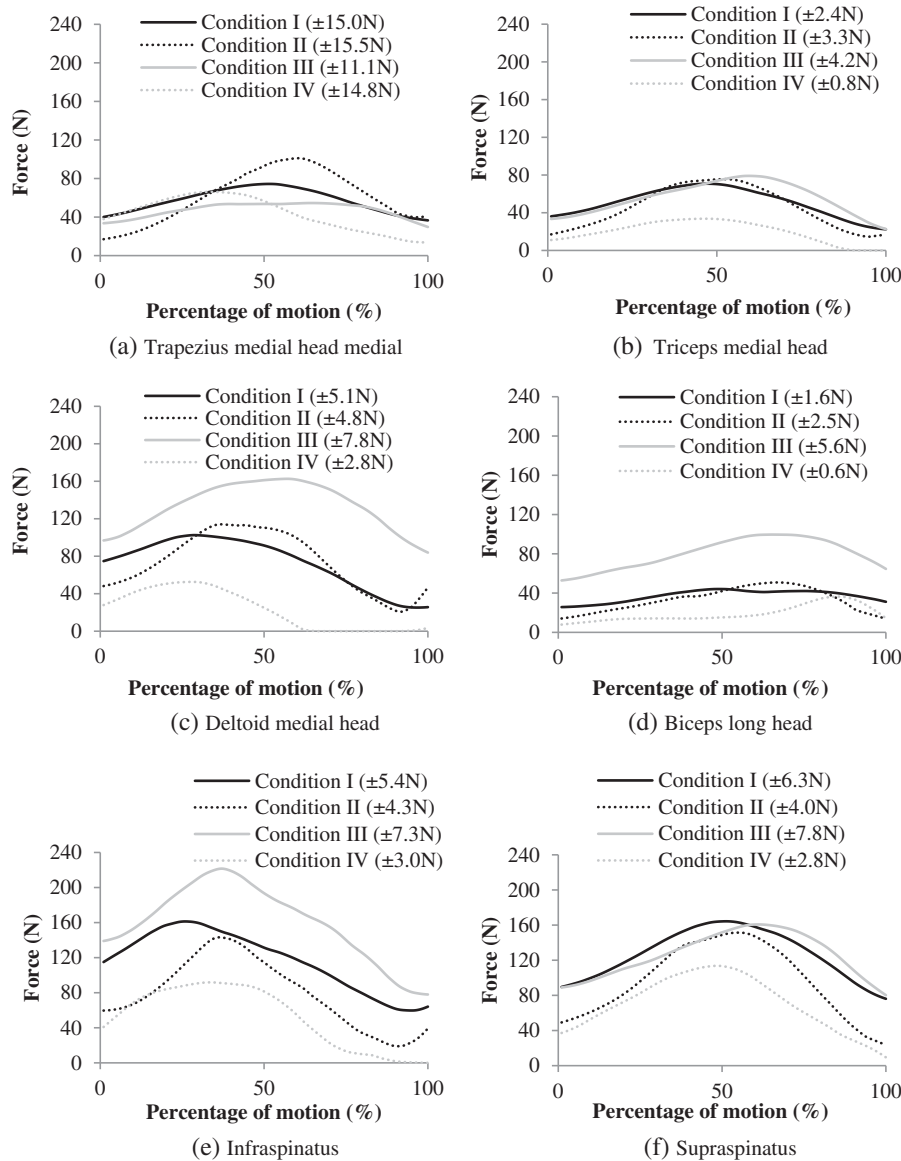 240
200
160
120
80
40
0
Force (N)
Condition I (±15.0N)
Condition II (±15.5N)
Condition III (±11.1N)
Condition IV (±14.8N)
0 50 100
Percentage of motion (%)
(a) Trapezius medial head medial
240
200
160
120
80
40
0
Force (N)
Condition I (±2.4N)
Condition II (±3.3N)
Condition III (±4.2N)
Condition IV (±0.8N)
0 50 100
Percentage of motion (%)
(b) Triceps medial head
240
200
160
120
80
40
0
Force (N)
Condition I (±5.1N)
Condition II (±4.8N)
Condition III (±7.8N)
Condition IV (±2.8N)
0 50 100
Percentage of motion (%)
(c) Deltoid medial head
240
200
160
120
80
40
0
Force (N)
Condition I (±1.6N)
Condition II (±2.5N)
Condition III (±5.6N)
Condition IV (±0.6N)
0 50 100
Percentage of motion (%)
(d) Biceps long head
240
200
160
120
80
40
0
Force (N)
Condition I (±5.4N)
Condition II (±4.3N)
Condition III (±7.3N)
Condition IV (±3.0N)
0 50 100
Percentage of motion (%)
(e) Infraspinatus
240
200
160
120
80
40
0
Force (N)
Condition I (±6.3N)
Condition II (±4.0N)
Condition III (±7.8N)
Condition IV (±2.8N)
0 50 100
Percentage of motion (%)
(f) Supraspinatus